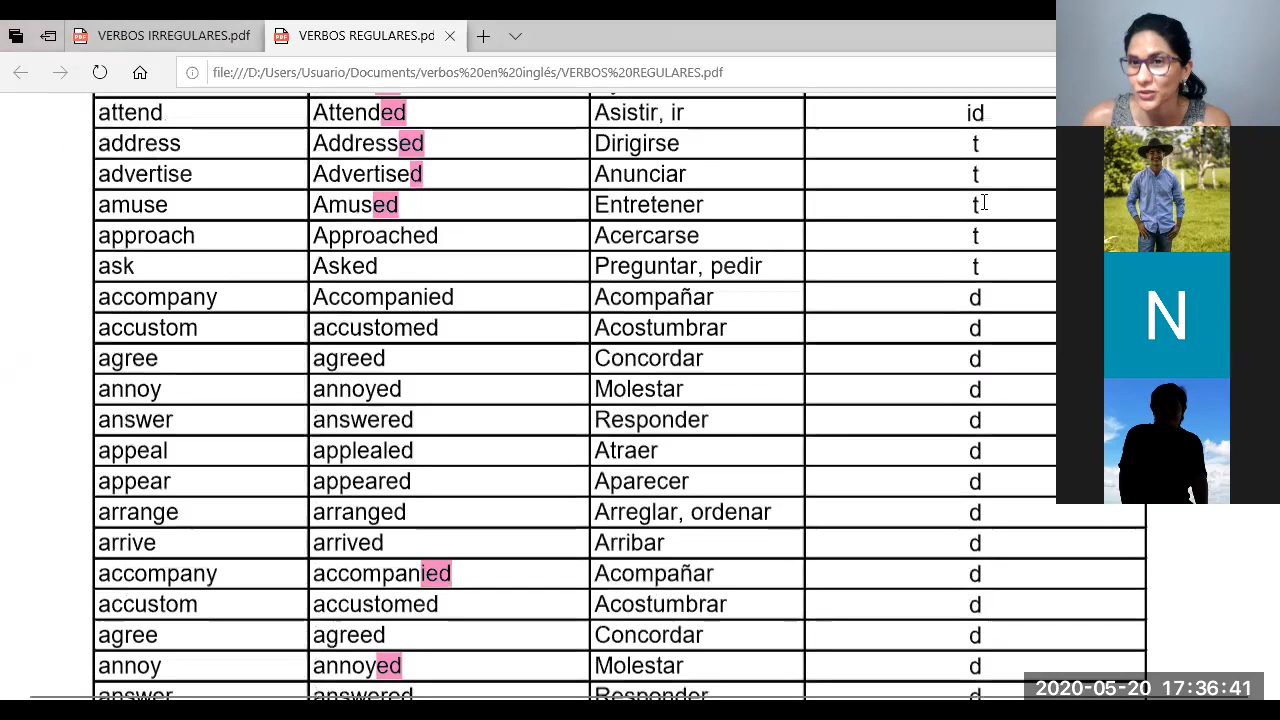 VERBOS IRREGULARES.pdf VERBOS REGULARES.pd
file:///D:/Users/Usuario/Documents/verbos%20en%20inglés/VERBOS%20REGULARES.pdf
attend Attended Asistir, ir id
address Addressed Dirigirse t
advertise Advertised Anunciar t
amuse Amused Entretener t
approach Approached Acercarse t
ask Asked Preguntar, pedir t
accompany Accompanied Acompañar d
accustom accustomed Acostumbrar d
agree agreed Concordar d
annoy annoyed Molestar d
answer answered Responder d
appeal applealed Atraer d
appear appeared Aparecer d
arrange arranged Arreglar, ordenar d
arrive arrived Arribar d
accompany accompanied Acompañar d
accustom accustomed Acostumbrar d
agree agreed Concordar d
annoy annoyed Molestar d
answer answered Responder
N
2020-05-20 17:36:41